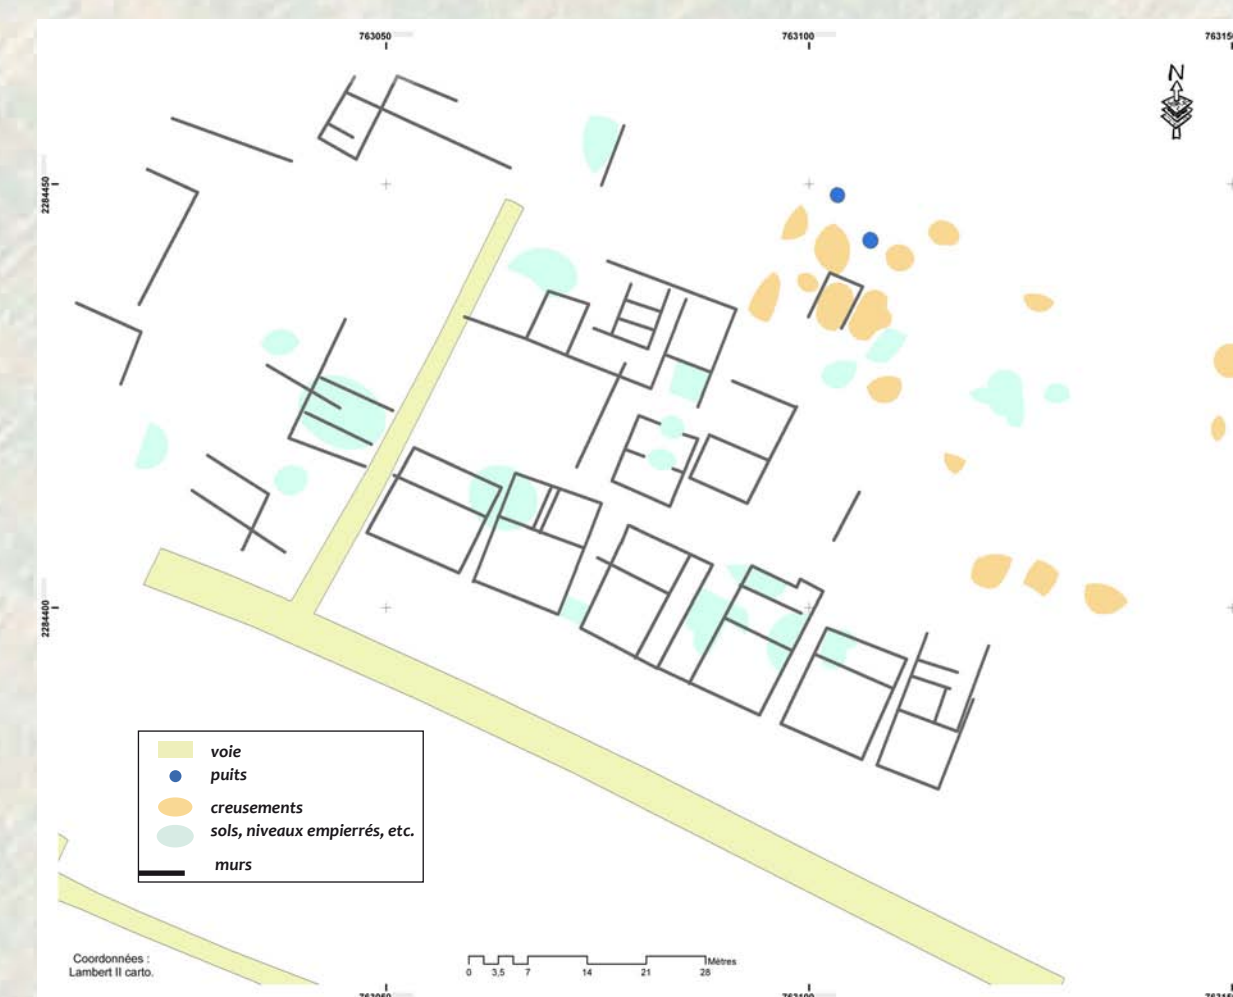 763050
763100
76315
N
2284450
2284400
voie
puits
creusements
sols, niveaux empierrés, etc.
murs
Coordonnées :
Lambert II carto.
Mètres
0 3,5 7 14 21 28